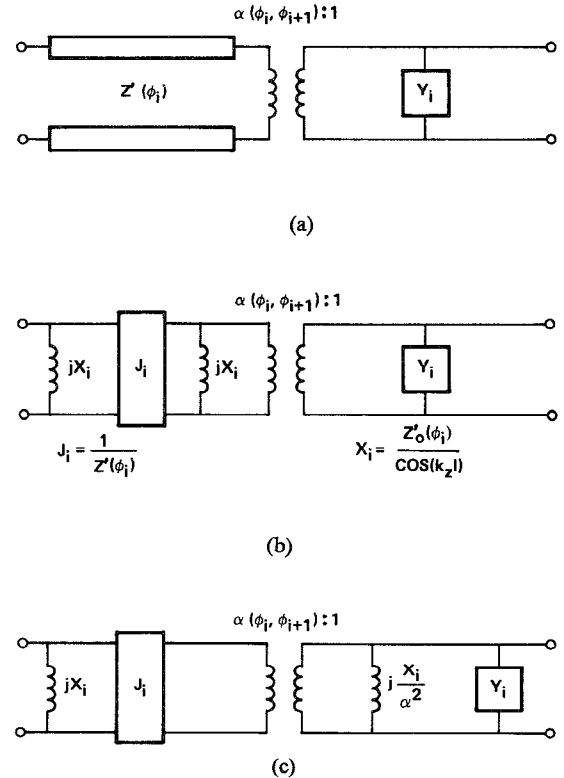 α (ϕi, ϕi+1) : 1
Z' (ϕi)
Yi
(a)
α (ϕi, ϕi+1) : 1
jXi
Ji
jXi
Yi
Ji = 1 / Z'(ϕi)
Xi = Z'o(ϕi) / COS(kzl)
(b)
α (ϕi, ϕi+1) : 1
jXi
Ji
j Xi / α²
Yi
(c)